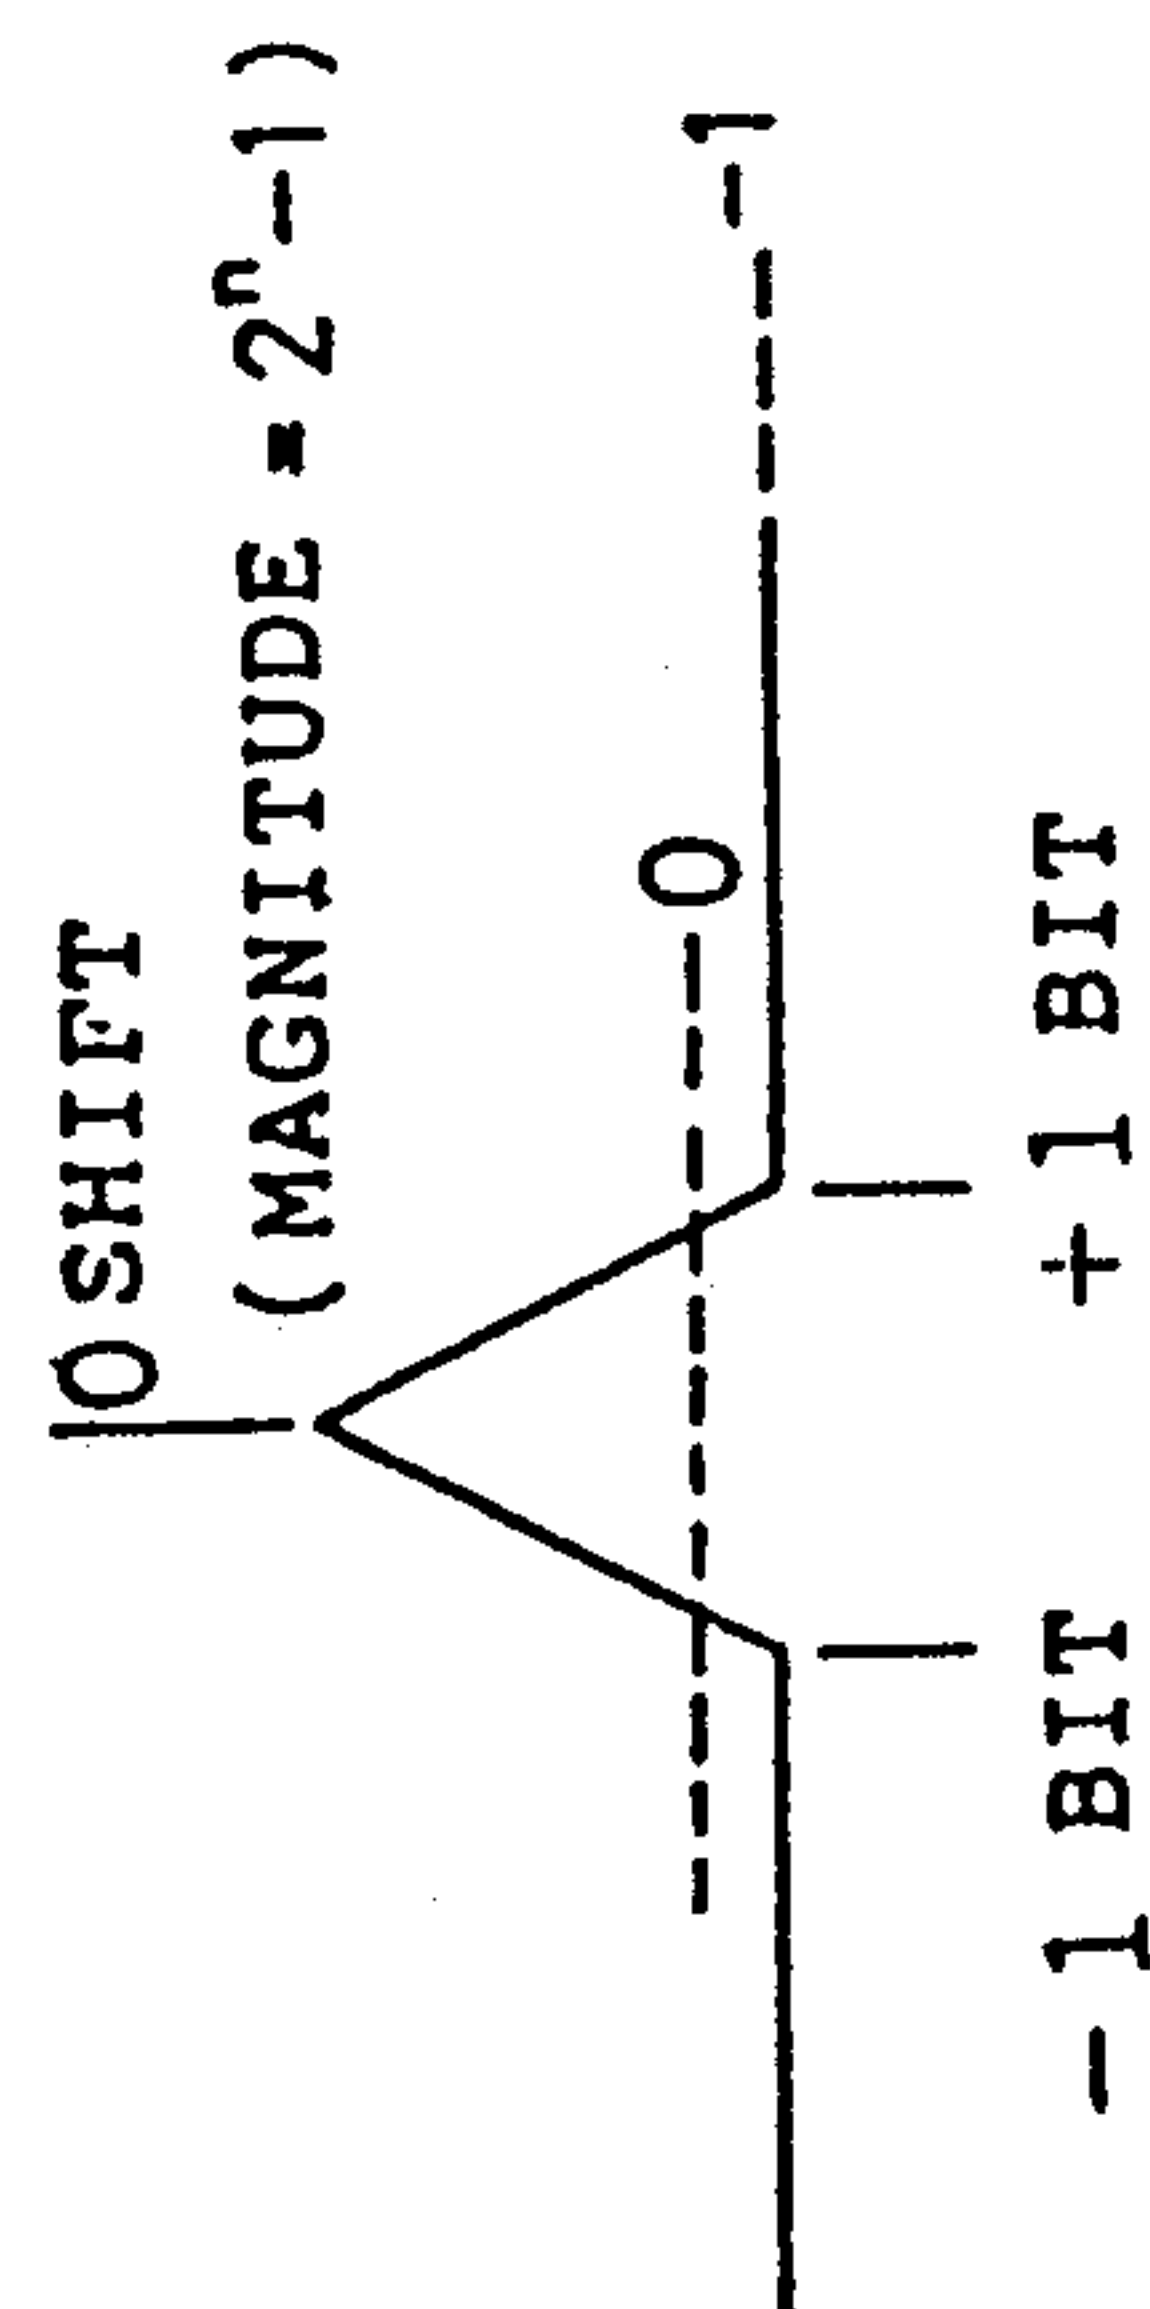 0 SHIFT
(MAGNITUDE = 2ⁿ-1)
0
-1
-1 BIT
+1 BIT